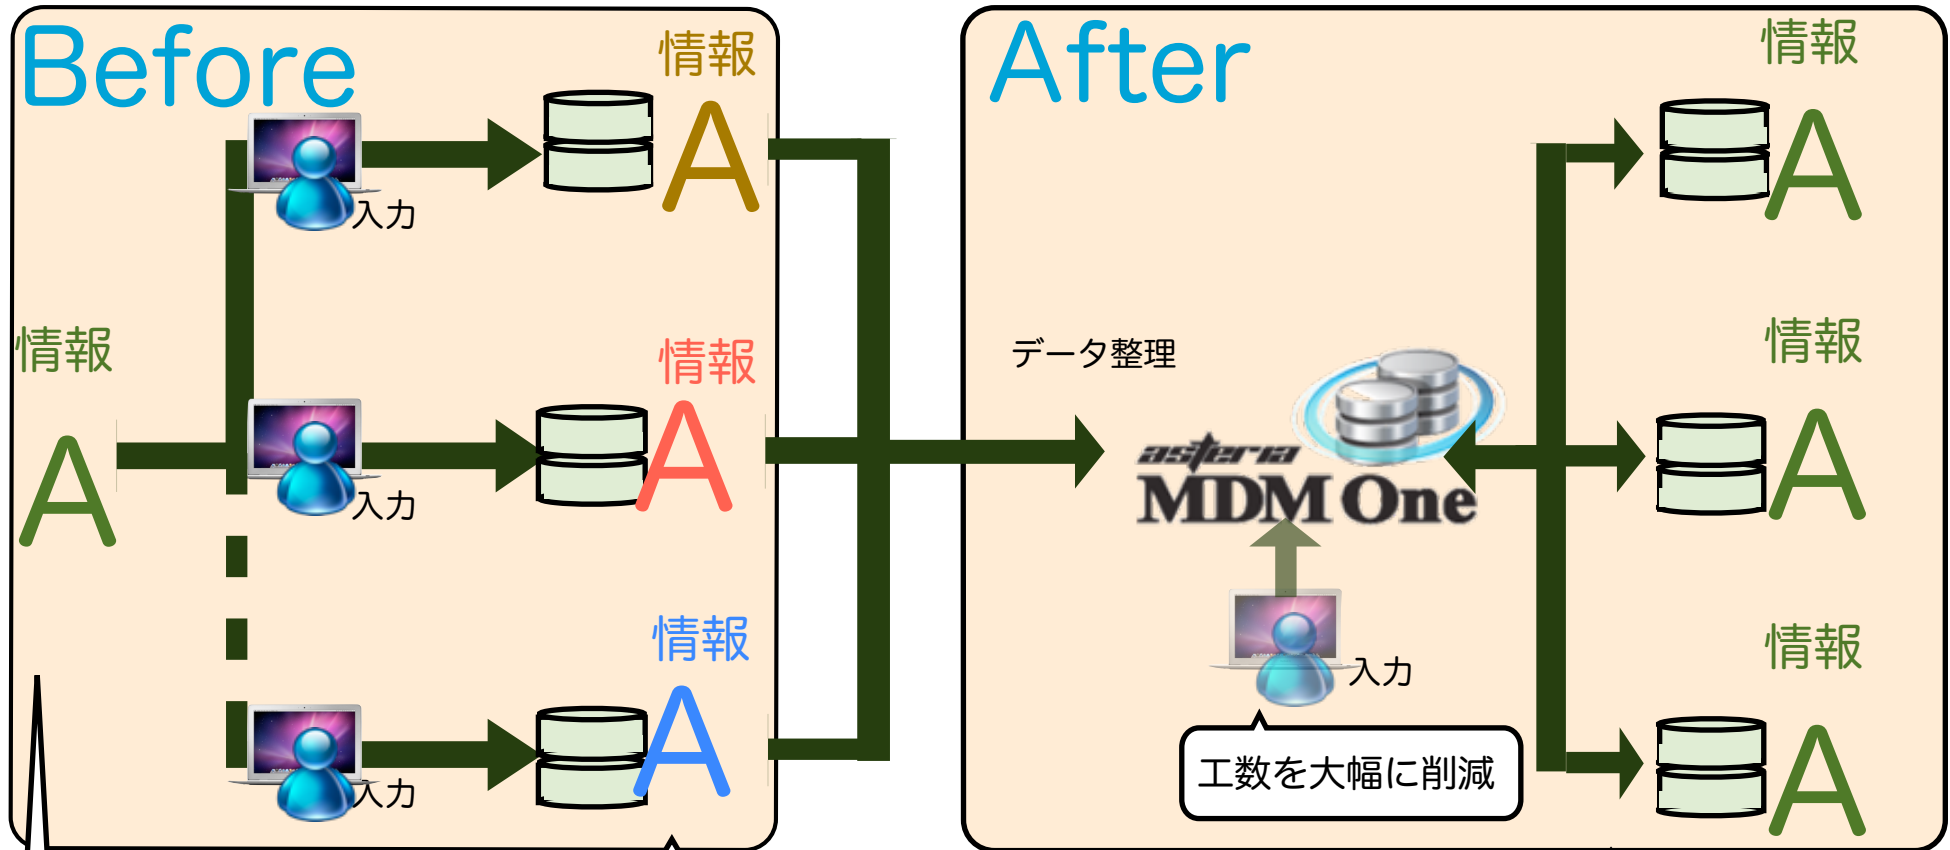 Before
情報
A
入力
情報
A
情報
A
入力
情報
A
入力
After
データ整理
asteria
MDM One
入力
工数を大幅に削減
情報
A
情報
A
情報
A